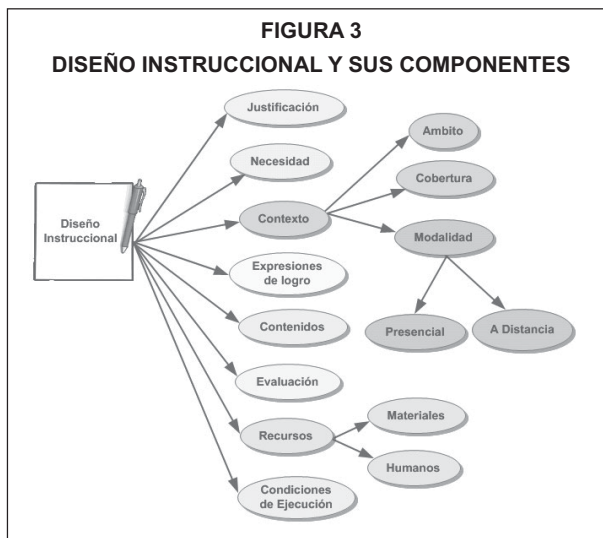 FIGURA 3
DISEÑO INSTRUCCIONAL Y SUS COMPONENTES
Justificación
Necesidad
Contexto
Expresiones
de logro
Contenidos
Evaluación
Recursos
Condiciones
de Ejecución
Diseño
Instruccional
Ambito
Cobertura
Modalidad
Presencial
A Distancia
Materiales
Humanos